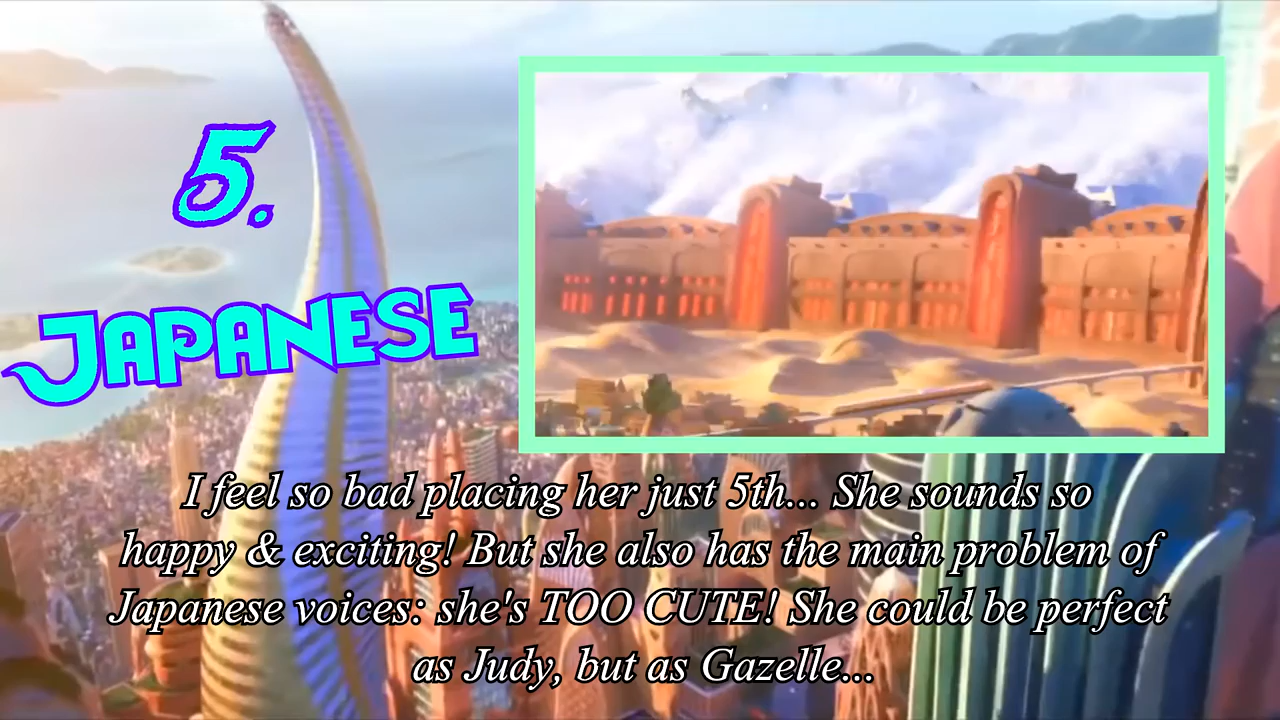 5.
JAPANESE
I feel so bad placing her just 5th... She sounds so
happy & exciting! But she also has the main problem of
Japanese voices: she's TOO CUTE! She could be perfect
as Judy, but as Gazelle...